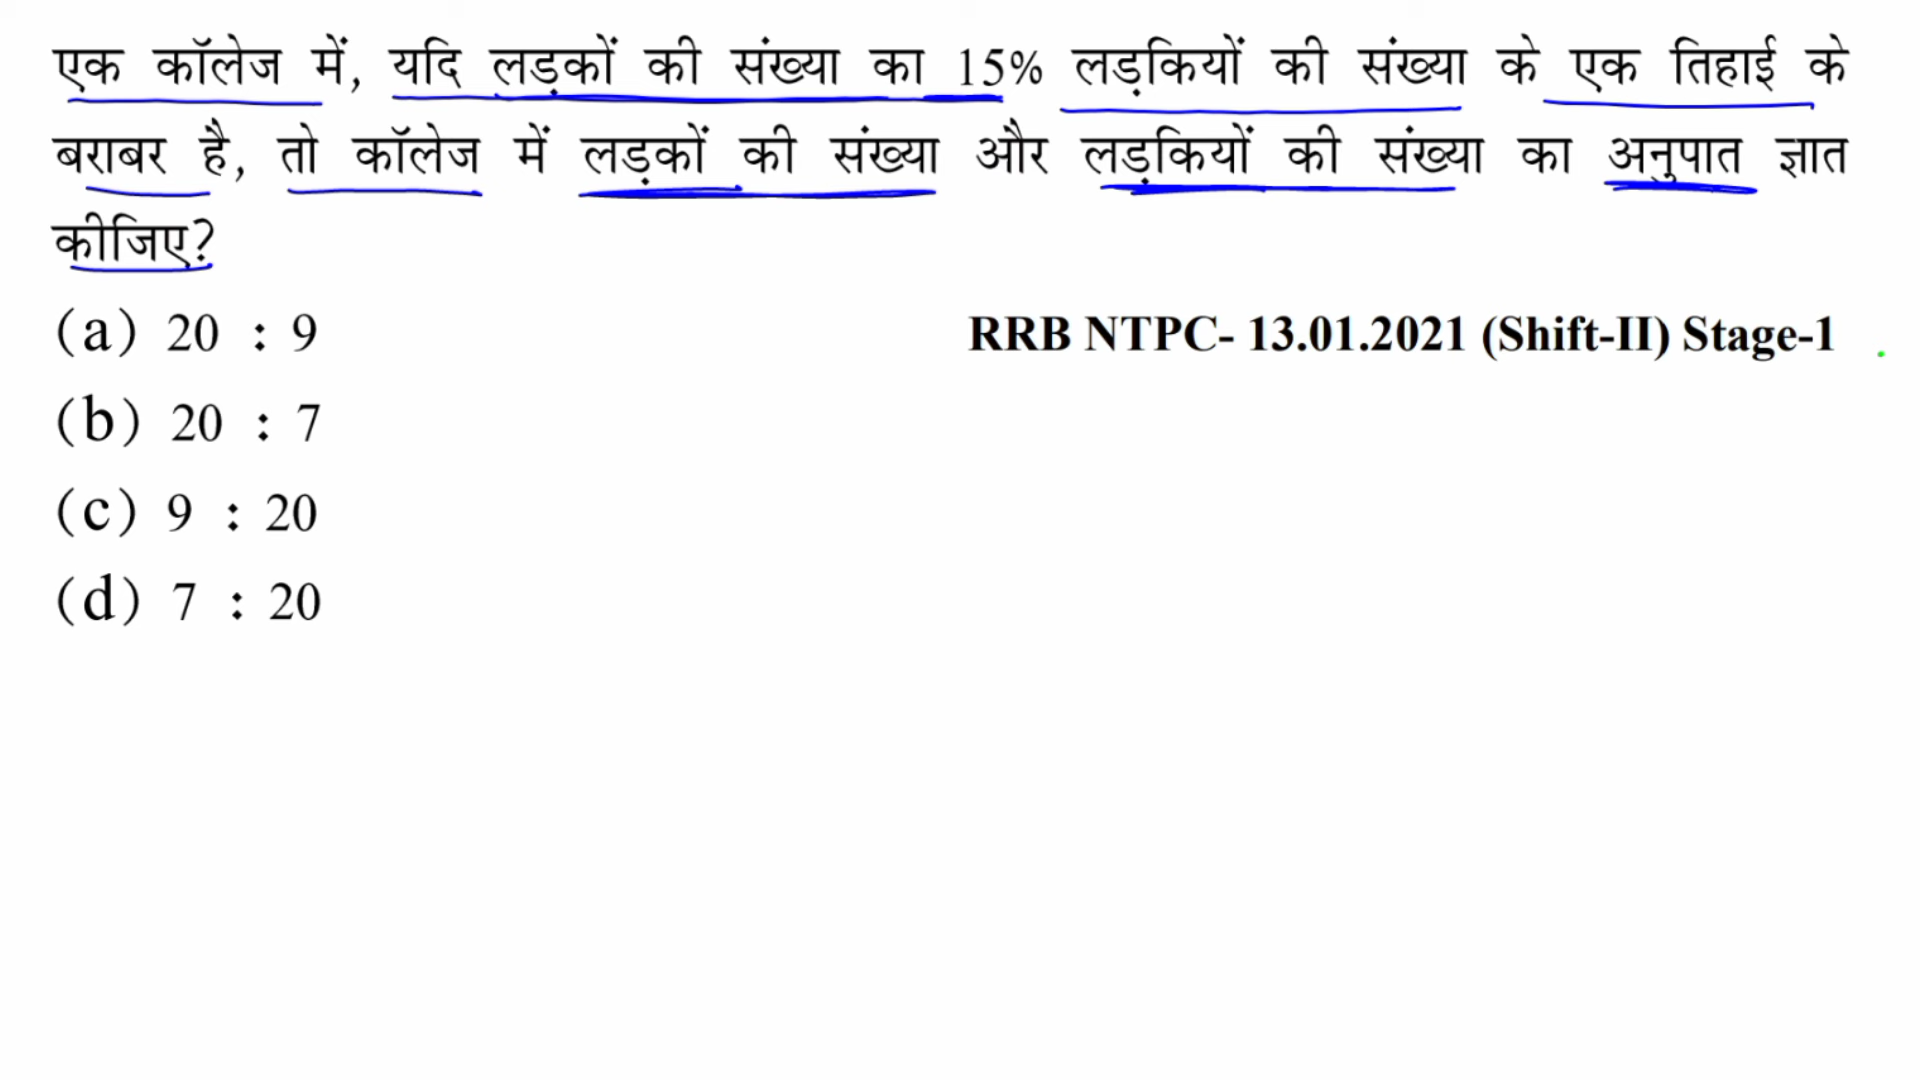 एक कॉलेज में, यदि लड़कों की संख्या का 15% लड़कियों की संख्या के एक तिहाई के
बराबर है, तो कॉलेज में लड़कों की संख्या और लड़कियों की संख्या का अनुपात ज्ञात
कीजिए?
(a) 20 : 9
RRB NTPC- 13.01.2021 (Shift-II) Stage-1
(b) 20 : 7
(c) 9 : 20
(d) 7 : 20